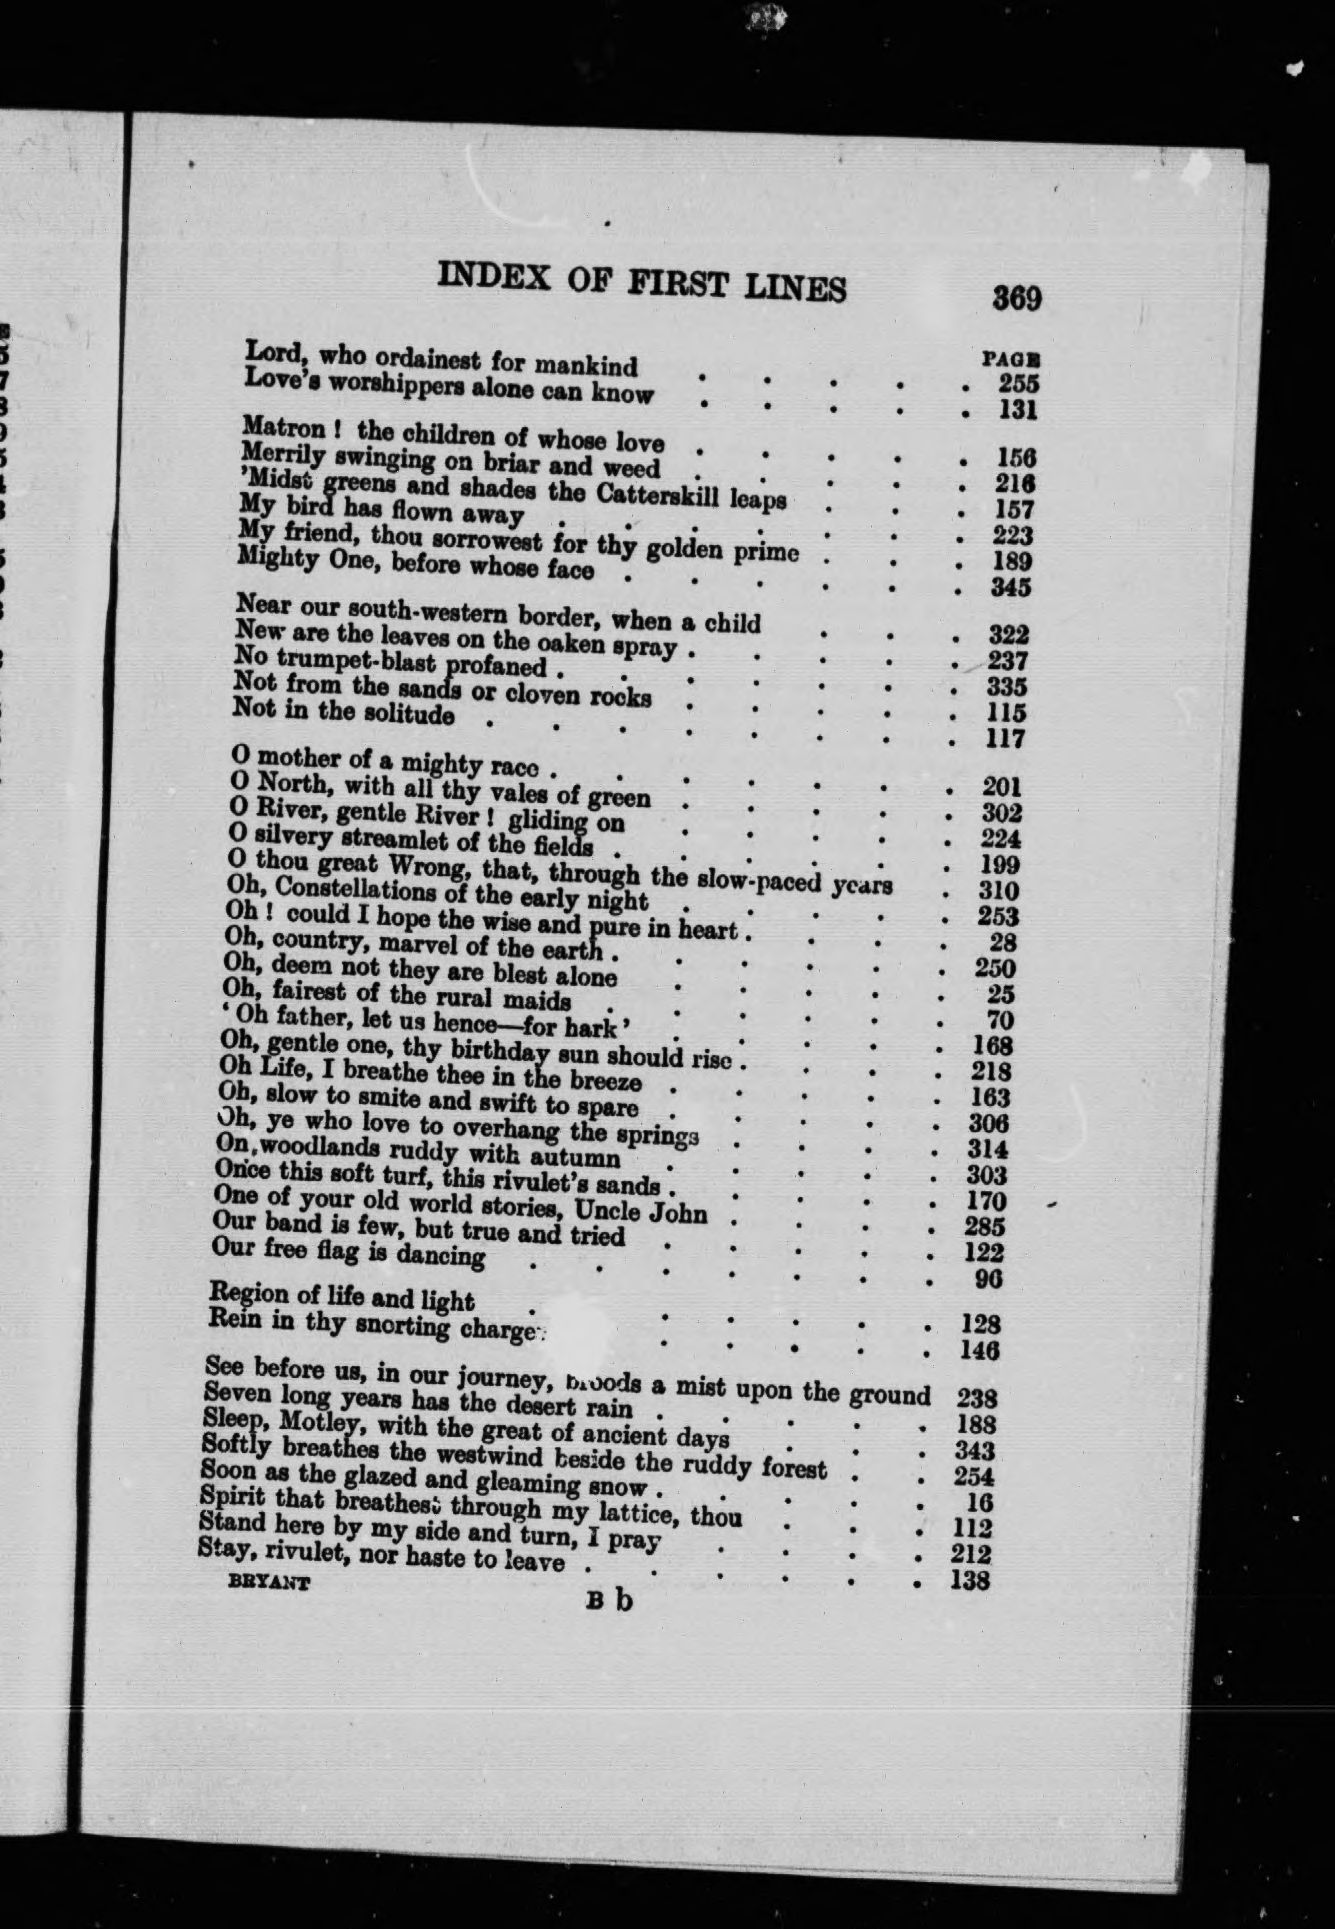 INDEX OF FIRST LINES 369
PAGE
Lord, who ordainest for mankind . . . . . 255
Love's worshippers alone can know . . . . . 131
Matron ! the children of whose love . . . . . 156
Merrily swinging on briar and weed . . . . . 216
'Midst greens and shades the Catterskill leaps . . . 157
My bird has flown away . . . . . . . 223
My friend, thou sorrowest for thy golden prime . . . 189
Mighty One, before whose face . . . . . . 345
Near our south-western border, when a child . . . 322
New are the leaves on the oaken spray . . . . . 237
No trumpet-blast profaned . . . . . . . 335
Not from the sands or cloven rocks . . . . . 115
Not in the solitude . . . . . . . . 117
O mother of a mighty race . . . . . . . 201
O North, with all thy vales of green . . . . . 302
O River, gentle River ! gliding on . . . . . 224
O silvery streamlet of the fields . . . . . . 199
O thou great Wrong, that, through the slow-paced years . 310
Oh, Constellations of the early night . . . . . 253
Oh ! could I hope the wise and pure in heart . . . . 28
Oh, country, marvel of the earth . . . . . . 250
Oh, deem not they are blest alone . . . . . 25
Oh, fairest of the rural maids . . . . . . 70
‘ Oh father, let us hence—for hark ’ . . . . . 168
Oh, gentle one, thy birthday sun should rise . . . . 218
Oh Life, I breathe thee in the breeze . . . . . 163
Oh, slow to smite and swift to spare . . . . . 306
Oh, ye who love to overhang the springs . . . . 314
On woodlands ruddy with autumn . . . . . 303
Once this soft turf, this rivulet's sands . . . . . 170
One of your old world stories, Uncle John . . . . 285
Our band is few, but true and tried . . . . . 122
Our free flag is dancing . . . . . . . 96
Region of life and light . . . . . . 128
Rein in thy snorting charger . . . . . 146
See before us, in our journey, broods a mist upon the ground 238
Seven long years has the desert rain . . . . . 188
Sleep, Motley, with the great of ancient days . . . 343
Softly breathes the westwind beside the ruddy forest . . 254
Soon as the glazed and gleaming snow . . . . . 16
Spirit that breathest through my lattice, thou . . . 112
Stand here by my side and turn, I pray . . . . 212
Stay, rivulet, nor haste to leave . . . . . . 138
BRYANT B b